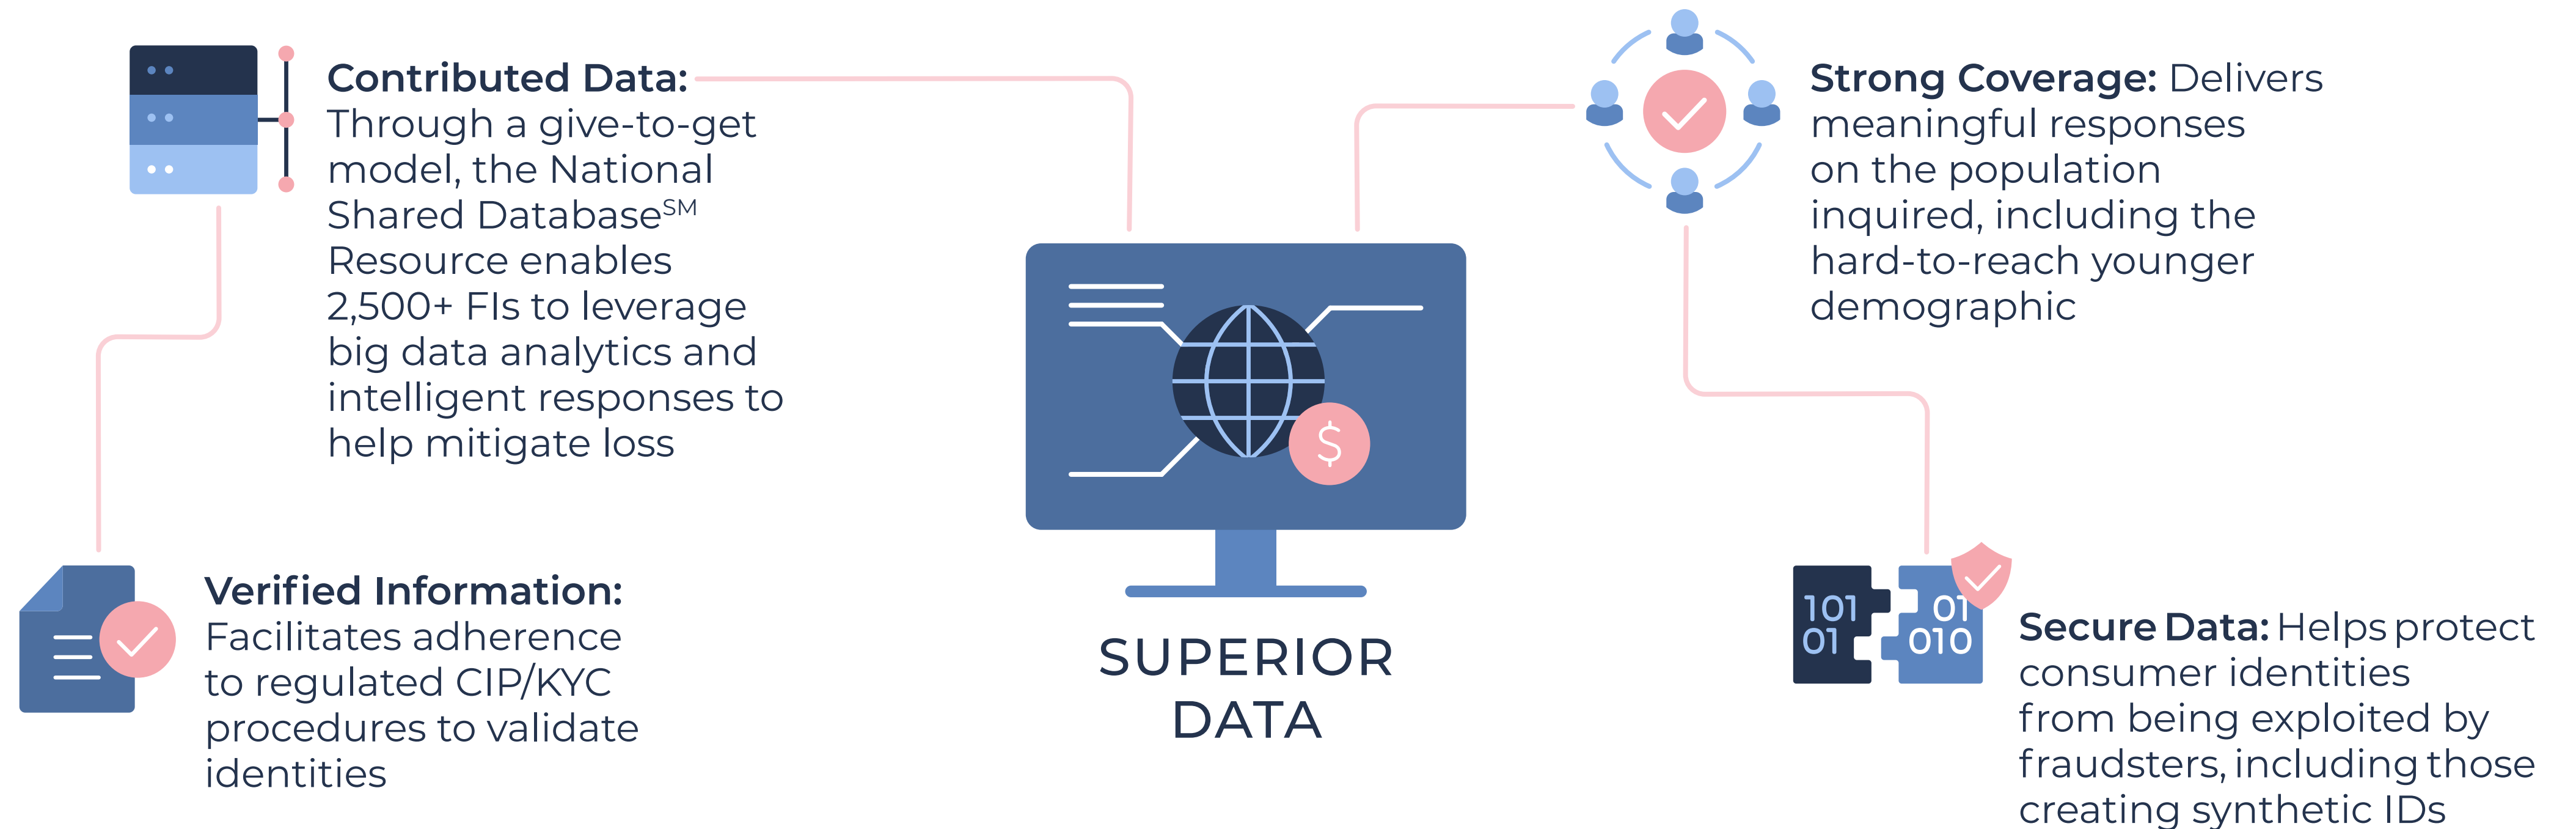 Contributed Data:
Through a give-to-get
model, the National
Shared Database℠
Resource enables
2,500+ FIs to leverage
big data analytics and
intelligent responses to
help mitigate loss
Verified Information:
Facilitates adherence
to regulated CIP/KYC
procedures to validate
identities
$
SUPERIOR
DATA
Strong Coverage: Delivers
meaningful responses
on the population
inquired, including the
hard-to-reach younger
demographic
101
01
01
010
Secure Data: Helps protect
consumer identities
from being exploited by
fraudsters, including those
creating synthetic IDs